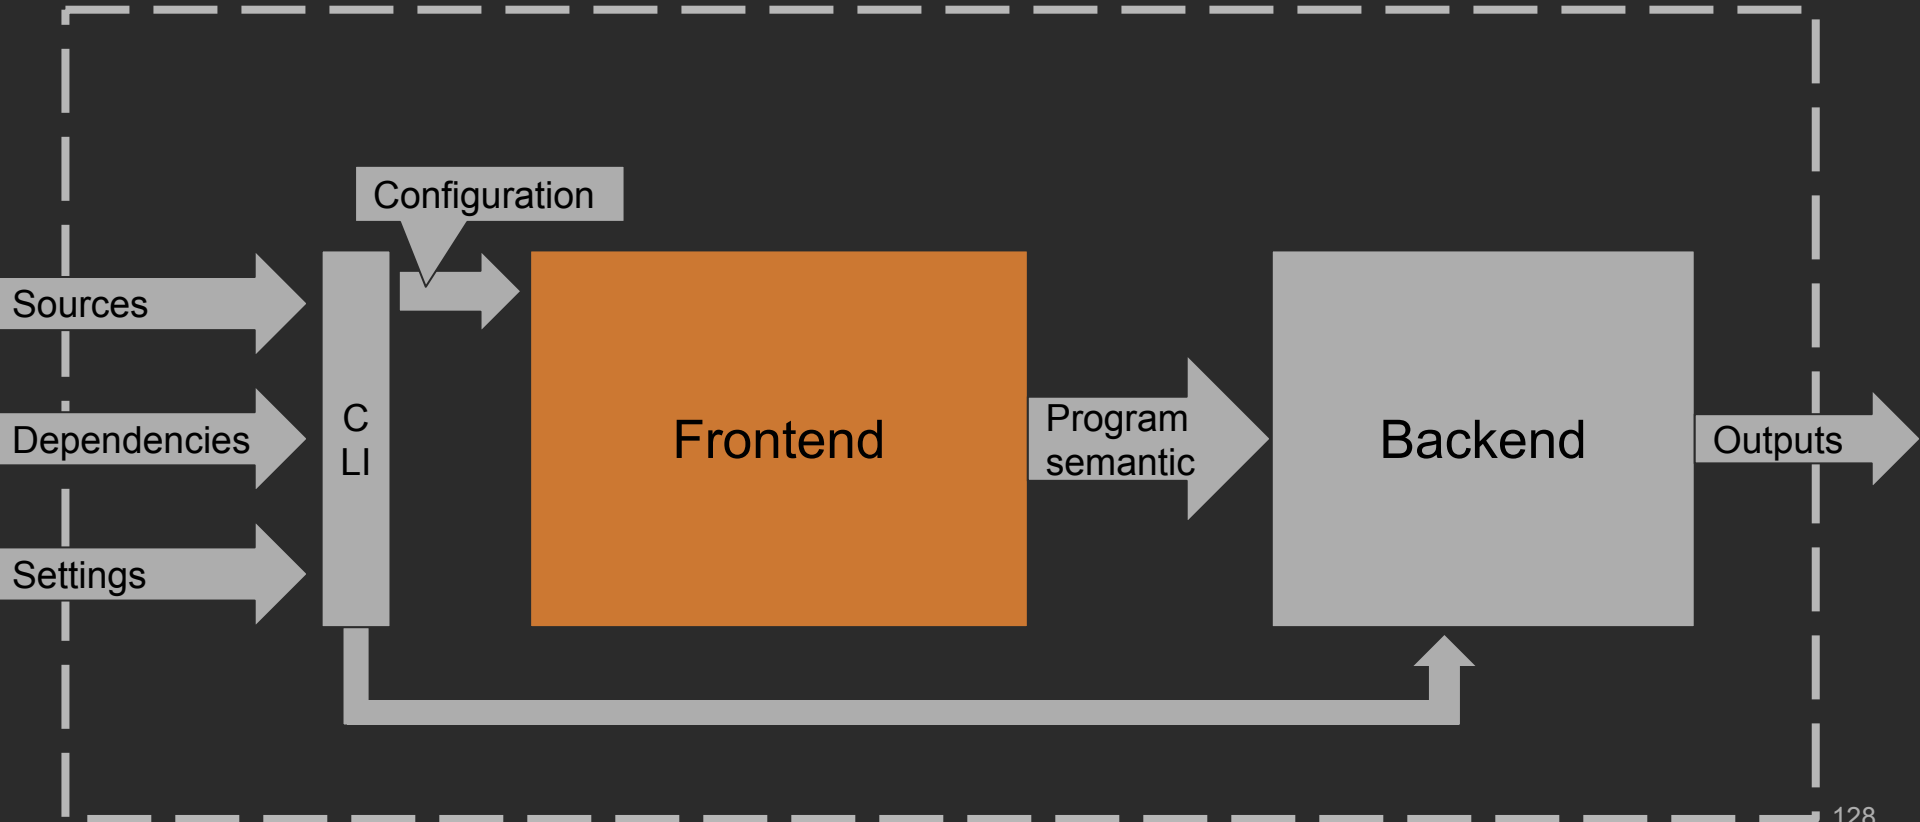 Configuration
Sources
Dependencies
Settings
C
LI
Frontend
Program
semantic
Backend
Outputs
128